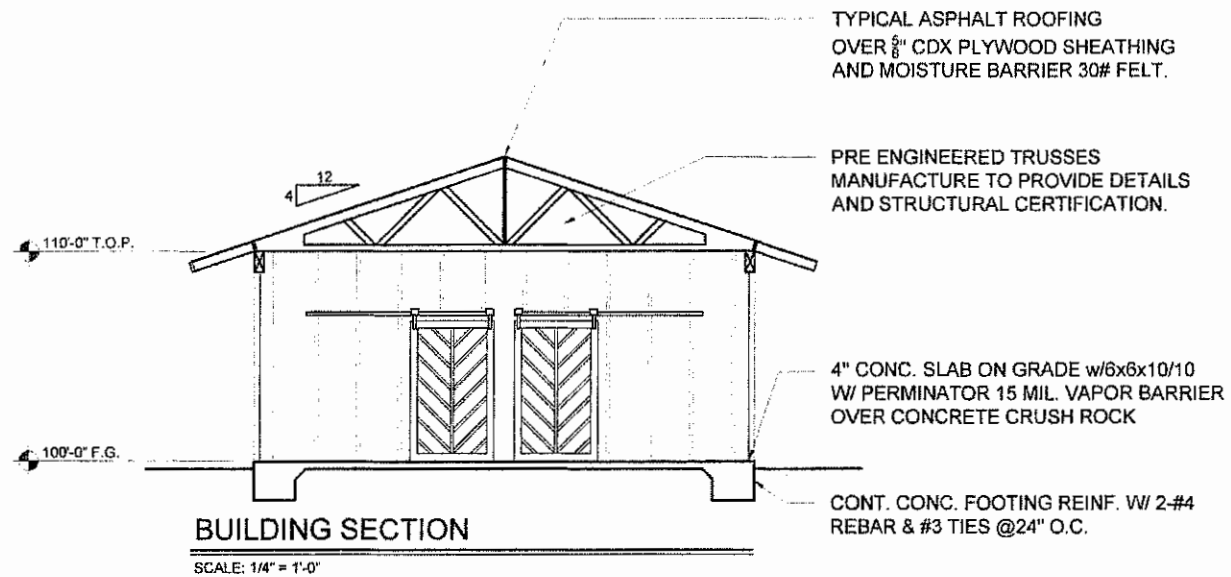 TYPICAL ASPHALT ROOFING
OVER 5/8" CDX PLYWOOD SHEATHING
AND MOISTURE BARRIER 30# FELT.
PRE ENGINEERED TRUSSES
MANUFACTURE TO PROVIDE DETAILS
AND STRUCTURAL CERTIFICATION.
12
4
110'-0" T.O.P.
4" CONC. SLAB ON GRADE w/6x6x10/10
W/ PERMINATOR 15 MIL. VAPOR BARRIER
OVER CONCRETE CRUSH ROCK
100'-0" F.G.
CONT. CONC. FOOTING REINF. W/ 2-#4
REBAR & #3 TIES @24" O.C.
BUILDING SECTION
SCALE: 1/4" = 1'-0"